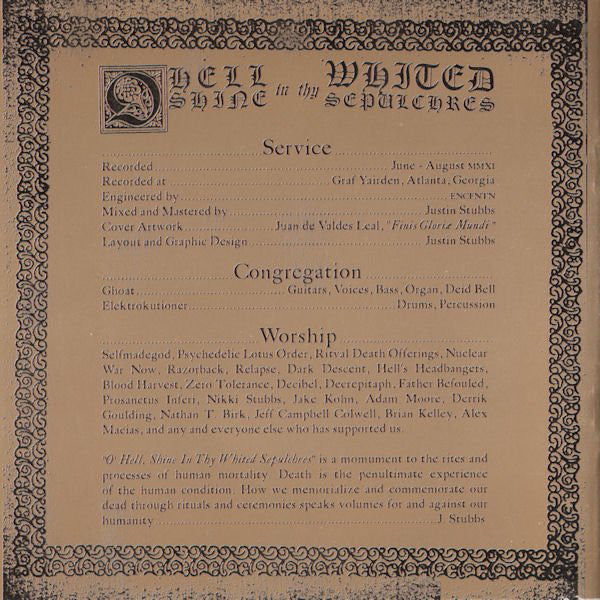 O HELL WHITED
SHINE in thy SEPULCHRES
Service
Recorded June - August MMXI
Recorded at Graf Yairden, Atlanta, Georgia
Engineered by ENCENTN
Mixed and Mastered by Justin Stubbs
Cover Artwork Juan de Valdes Leal, "Finis Gloriæ Mundi"
Layout and Graphic Design Justin Stubbs
Congregation
Ghoat Guitars, Voices, Bass, Organ, Deid Bell
Elektrokutioner Drums, Percussion
Worship
Selfmadegod, Psychedelic Lotus Order, Ritval Death Offerings, Nuclear
War Now, Razorback, Relapse, Dark Descent, Hell's Headbangers,
Blood Harvest, Zero Tolerance, Decibel, Decrepitaph, Father Befouled,
Prosanctus Inferi, Nikki Stubbs, Jake Kohn, Adam Moore, Derrik
Goulding, Nathan T. Birk, Jeff Campbell Colwell, Brian Kelley, Alex
Macias, and any and everyone else who has supported us.
"O' Hell, Shine In Thy Whited Sepulchres" is a momument to the rites and
processes of human mortality. Death is the penultimate experience
of the human condition. How we memorialize and commemorate our
dead through rituals and ceremonies speaks volumes for and against our
humanity J. Stubbs